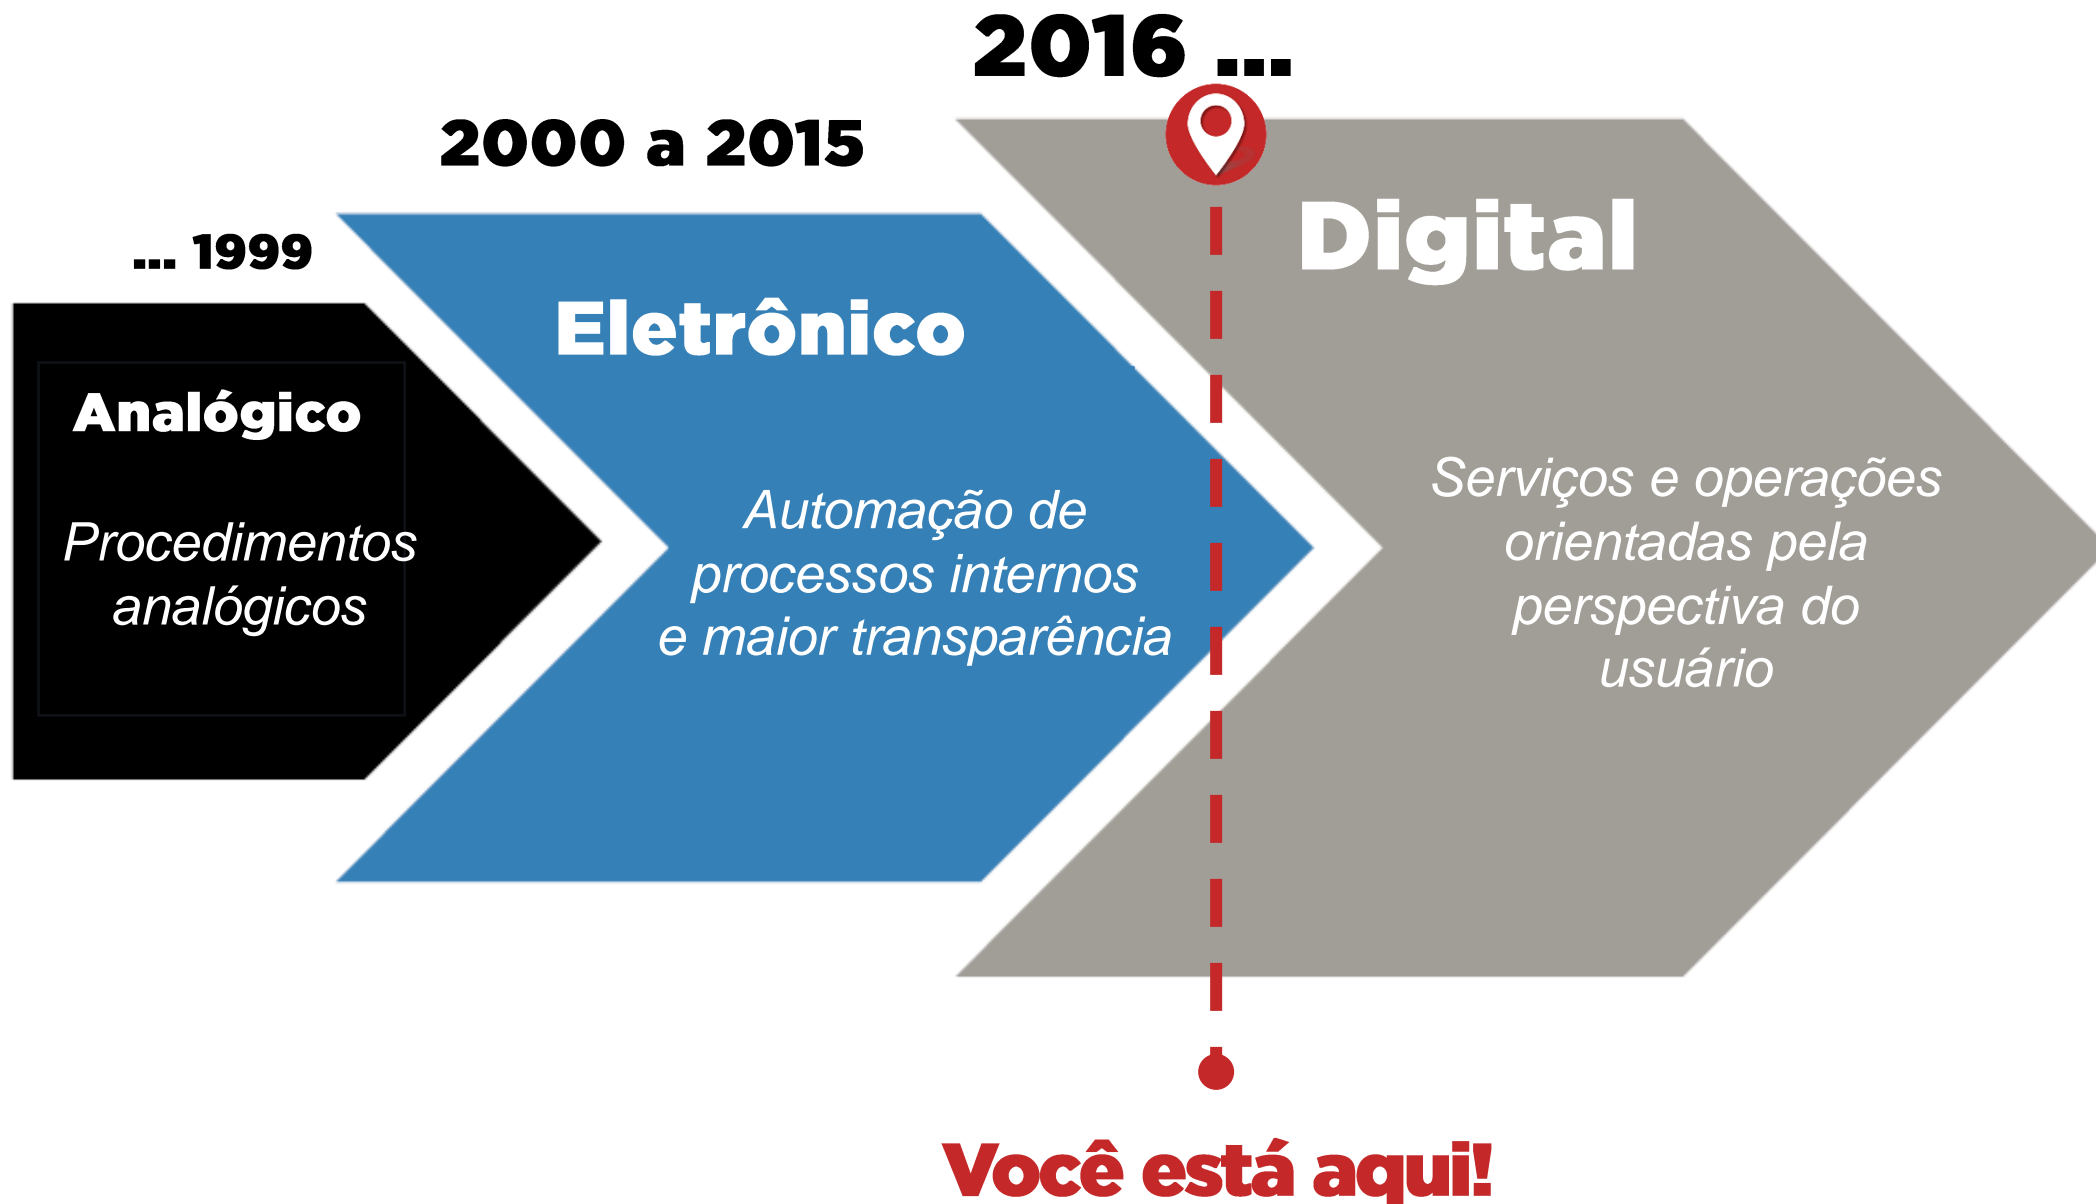 ... 1999
Analógico
Procedimentos
analógicos
2000 a 2015
Eletrônico
Automação de
processos internos
e maior transparência
2016 ...
Digital
Serviços e operações
orientadas pela
perspectiva do
usuário
Você está aqui!